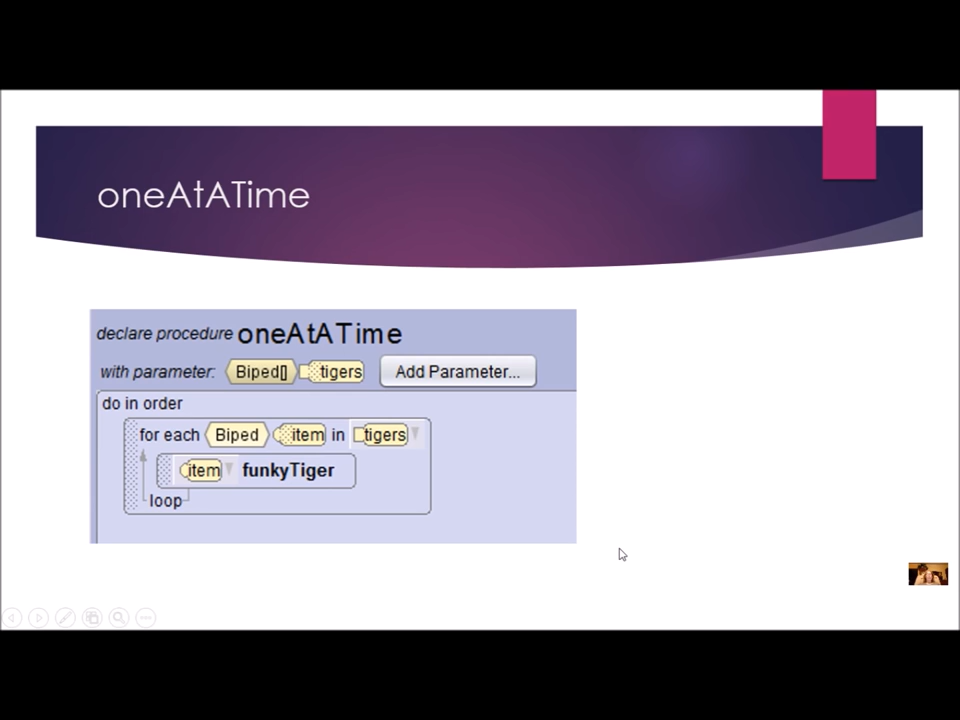 oneAtATime
declare procedure oneAtATime
with parameter: Biped[] tigers Add Parameter...
do in order
for each Biped item in tigers
item funkyTiger
loop